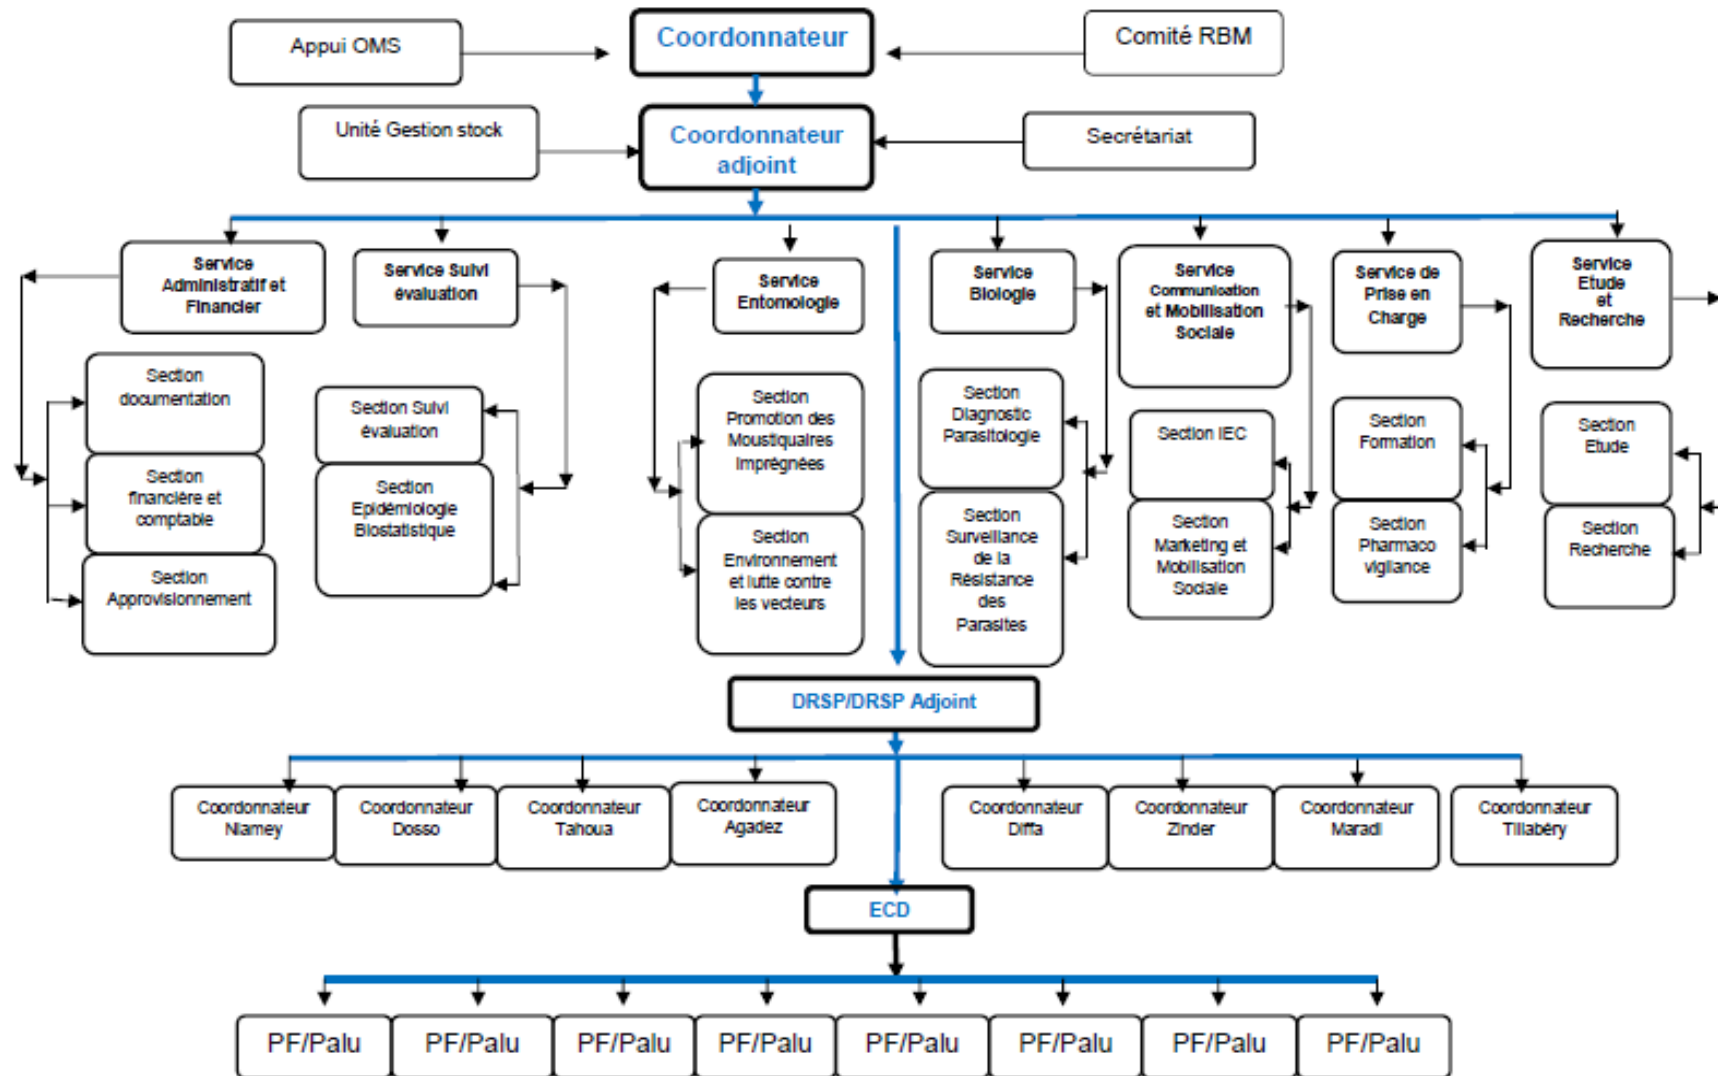 Appui OMS
Coordonnateur
Comité RBM
Unité Gestion stock
Coordonnateur
adjoint
Secrétariat
Service
Administratif et
Financier
Service Suivi
évaluation
Service
Entomologie
Service
Biologie
Service
Communication
et Mobilisation
Sociale
Service de
Prise en
Charge
Service
Etude
et
Recherche
Section
documentation
Section
financière et
comptable
Section
Approvisionnement
Section Suivi
évaluation
Section
Epidémiologie
Biostatistique
Section
Promotion des
Moustiquaires
Imprégnées
Section
Environnement
et lutte contre
les vecteurs
Section
Diagnostic
Parasitologie
Section
Surveillance
de la
Résistance
des
Parasites
Section IEC
Section
Marketing et
Mobilisation
Sociale
Section
Formation
Section
Pharmaco
vigilance
Section
Etude
Section
Recherche
DRSP/DRSP Adjoint
Coordonnateur
Niamey
Coordonnateur
Dosso
Coordonnateur
Tahoua
Coordonnateur
Agadez
Coordonnateur
Diffa
Coordonnateur
Zinder
Coordonnateur
Maradi
Coordonnateur
Tillabéry
ECD
PF/Palu
PF/Palu
PF/Palu
PF/Palu
PF/Palu
PF/Palu
PF/Palu
PF/Palu